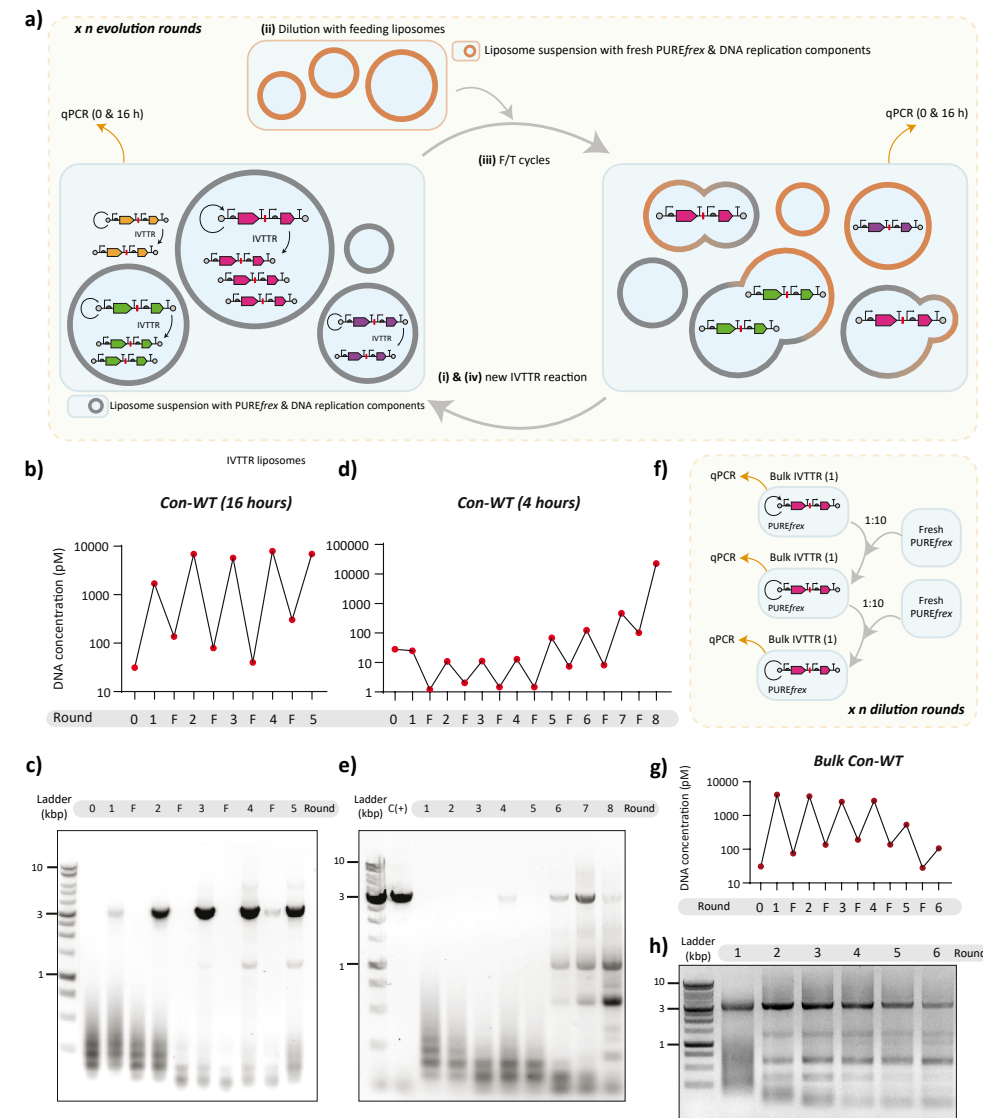 a)
x n evolution rounds
(ii) Dilution with feeding liposomes
Liposome suspension with fresh PUREfrex & DNA replication components
qPCR (0 & 16 h)
qPCR (0 & 16 h)
(iii) F/T cycles
IVTTR
IVTTR
IVTTR
IVTTR
(i) & (iv) new IVTTR reaction
Liposome suspension with PUREfrex & DNA replication components
IVTTR liposomes
b)
Con-WT (16 hours)
DNA concentration (pM)
10000
1000
100
10
Round 0 1 F 2 F 3 F 4 F 5
d)
Con-WT (4 hours)
100000
10000
1000
100
10
1
0 1 F 2 F 3 F 4 F 5 F 6 F 7 F 8
f)
qPCR
Bulk IVTTR (1)
PUREfrex
1:10
Fresh
PUREfrex
qPCR
Bulk IVTTR (1)
PUREfrex
1:10
Fresh
PUREfrex
qPCR
Bulk IVTTR (1)
PUREfrex
x n dilution rounds
c)
Ladder
(kbp)
0 1 F 2 F 3 F 4 F 5 Round
10
3
1
e)
Ladder
(kbp)
C(+) 1 2 3 4 5 6 7 8 Round
10
3
1
g)
Bulk Con-WT
DNA concentration (pM)
10000
1000
100
10
Round 0 1 F 2 F 3 F 4 F 5 F 6
h)
Ladder
(kbp)
1 2 3 4 5 6 Round
10
3
1